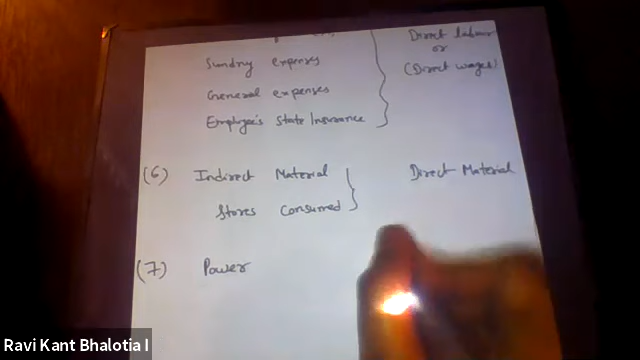 Direct labour
Sundry expenses or
(Direct wages)
General expenses
Employee's State Insurance
(6) Indirect Material Direct Material
Stores Consumed
(7) Power
Ravi Kant Bhalotia I